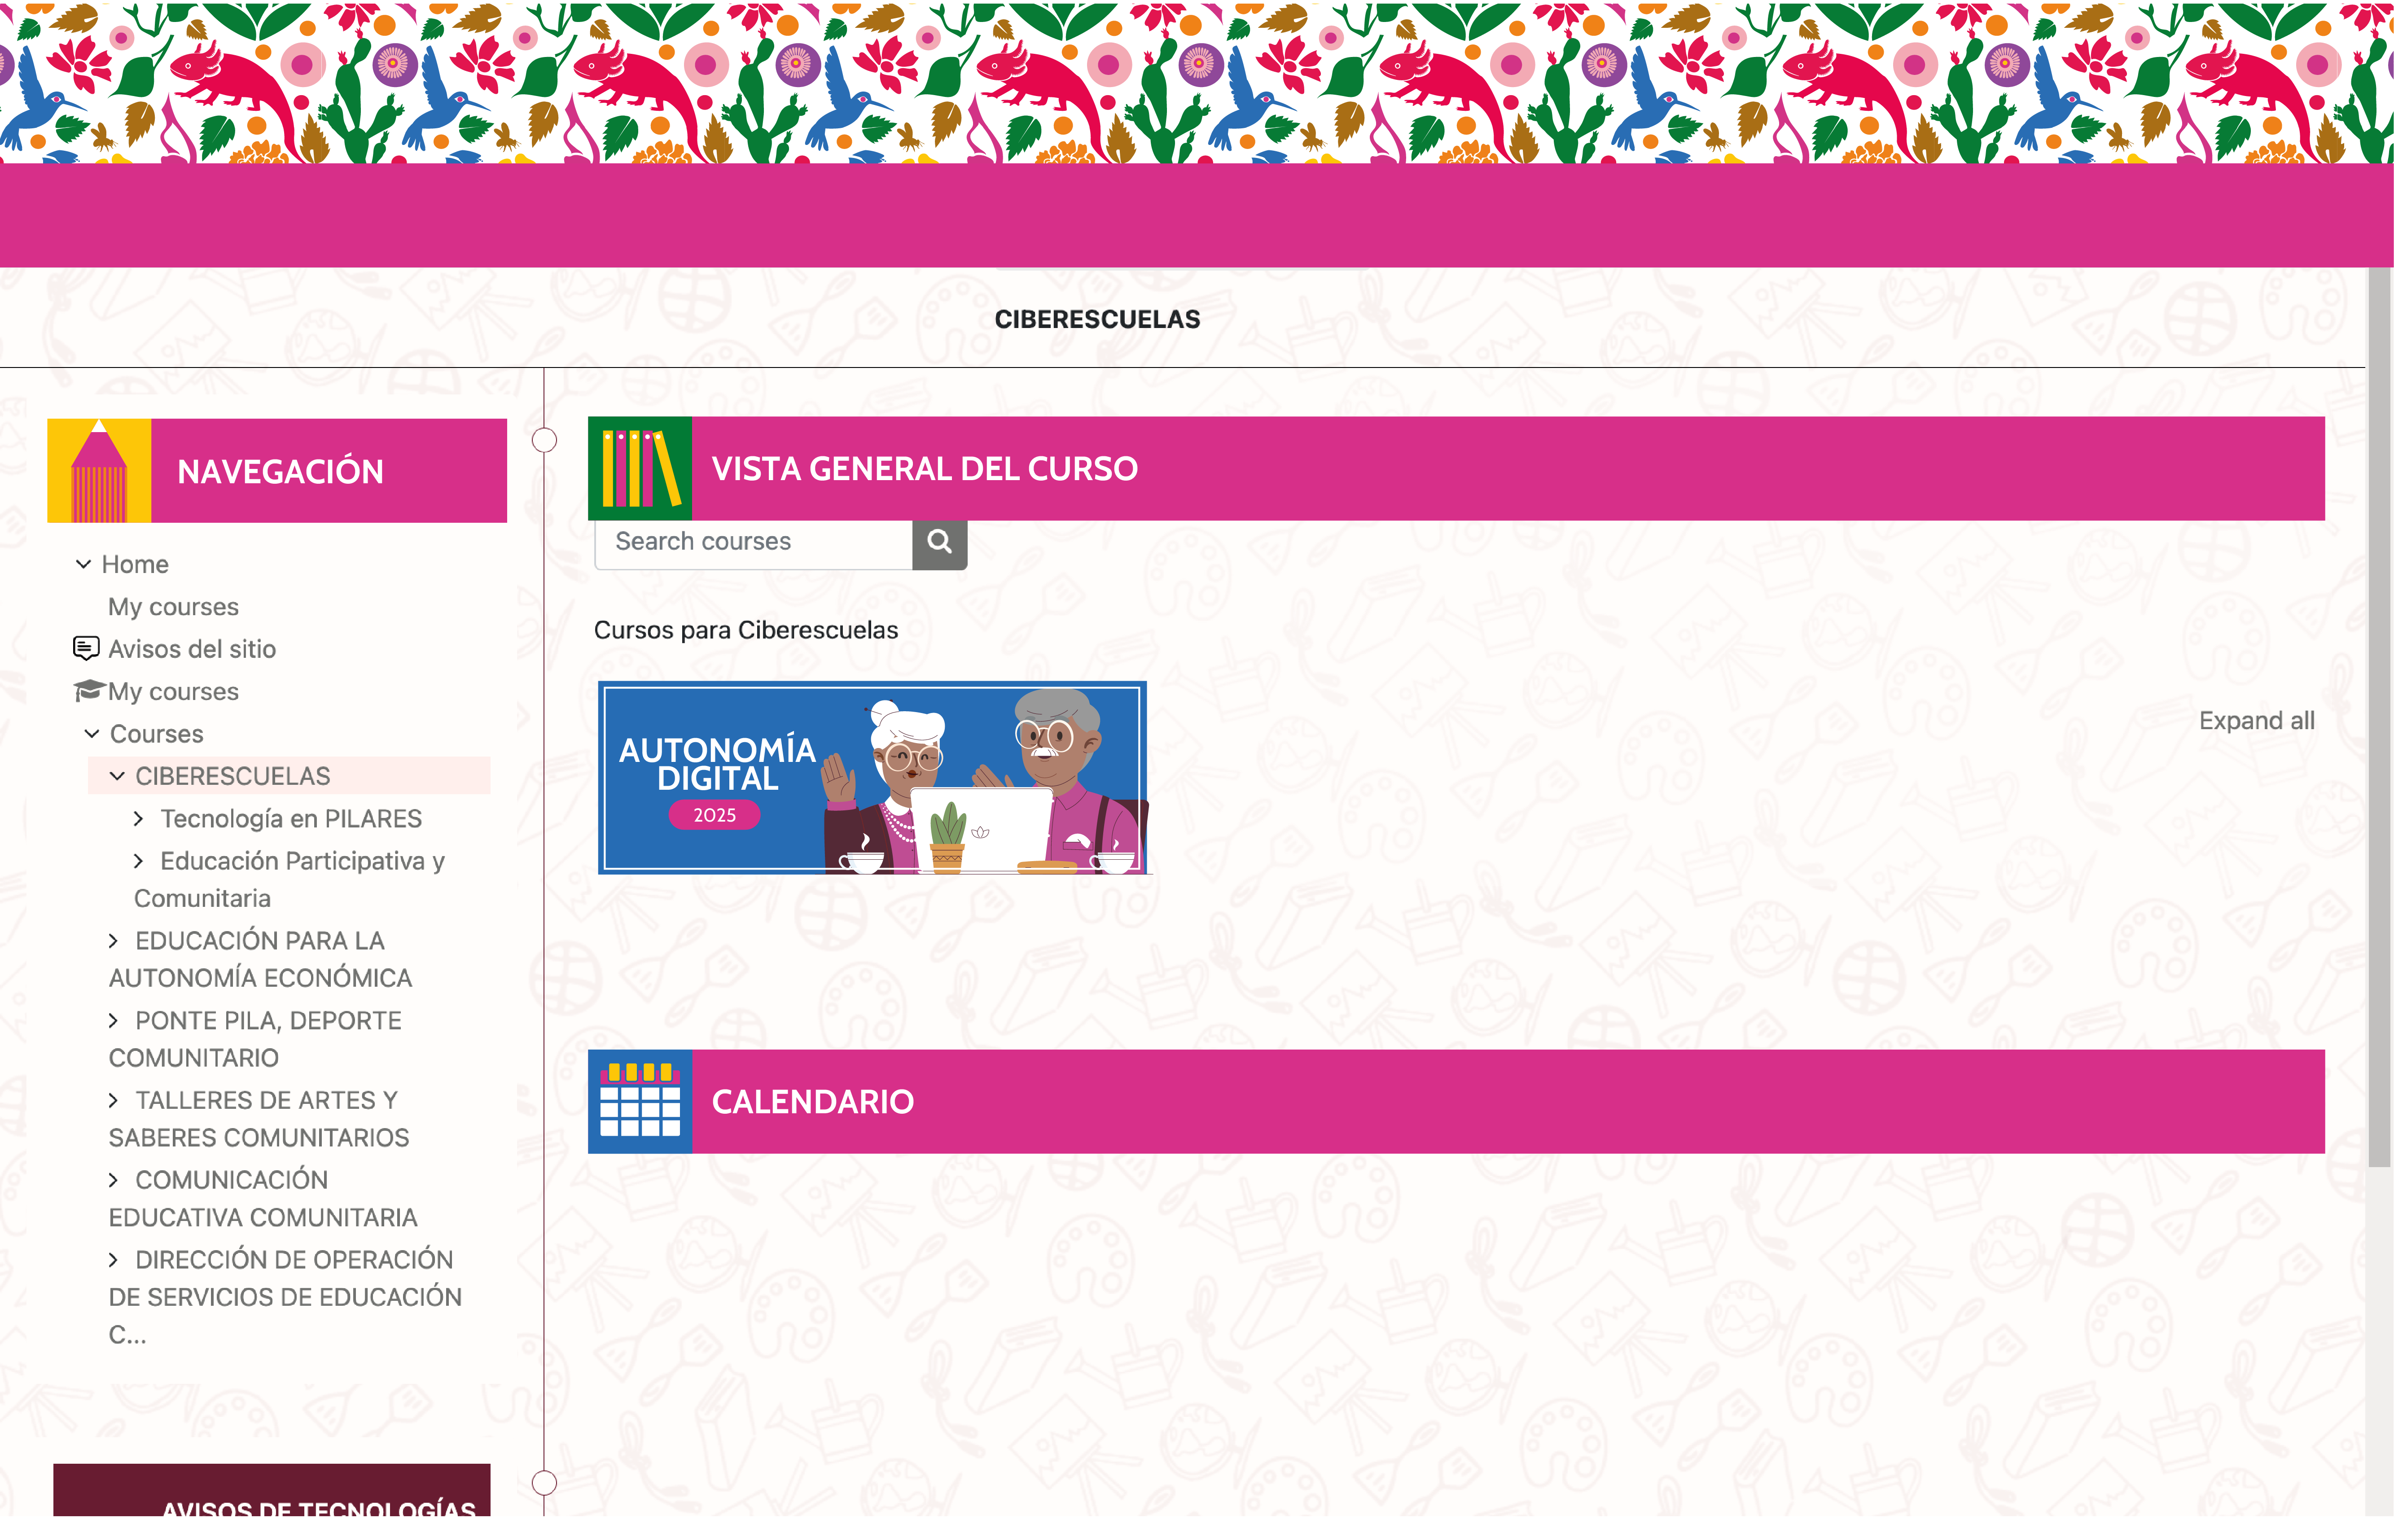 CIBERESCUELAS
NAVEGACIÓN
Home
My courses
Avisos del sitio
My courses
Courses
CIBERESCUELAS
Tecnología en PILARES
Educación Participativa y
Comunitaria
EDUCACIÓN PARA LA
AUTONOMÍA ECONÓMICA
PONTE PILA, DEPORTE
COMUNITARIO
TALLERES DE ARTES Y
SABERES COMUNITARIOS
COMUNICACIÓN
EDUCATIVA COMUNITARIA
DIRECCIÓN DE OPERACIÓN
DE SERVICIOS DE EDUCACIÓN
C...
AVISOS DE TECNOLOGÍAS
VISTA GENERAL DEL CURSO
Search courses
Cursos para Ciberescuelas
AUTONOMÍA
DIGITAL
2025
Expand all
CALENDARIO